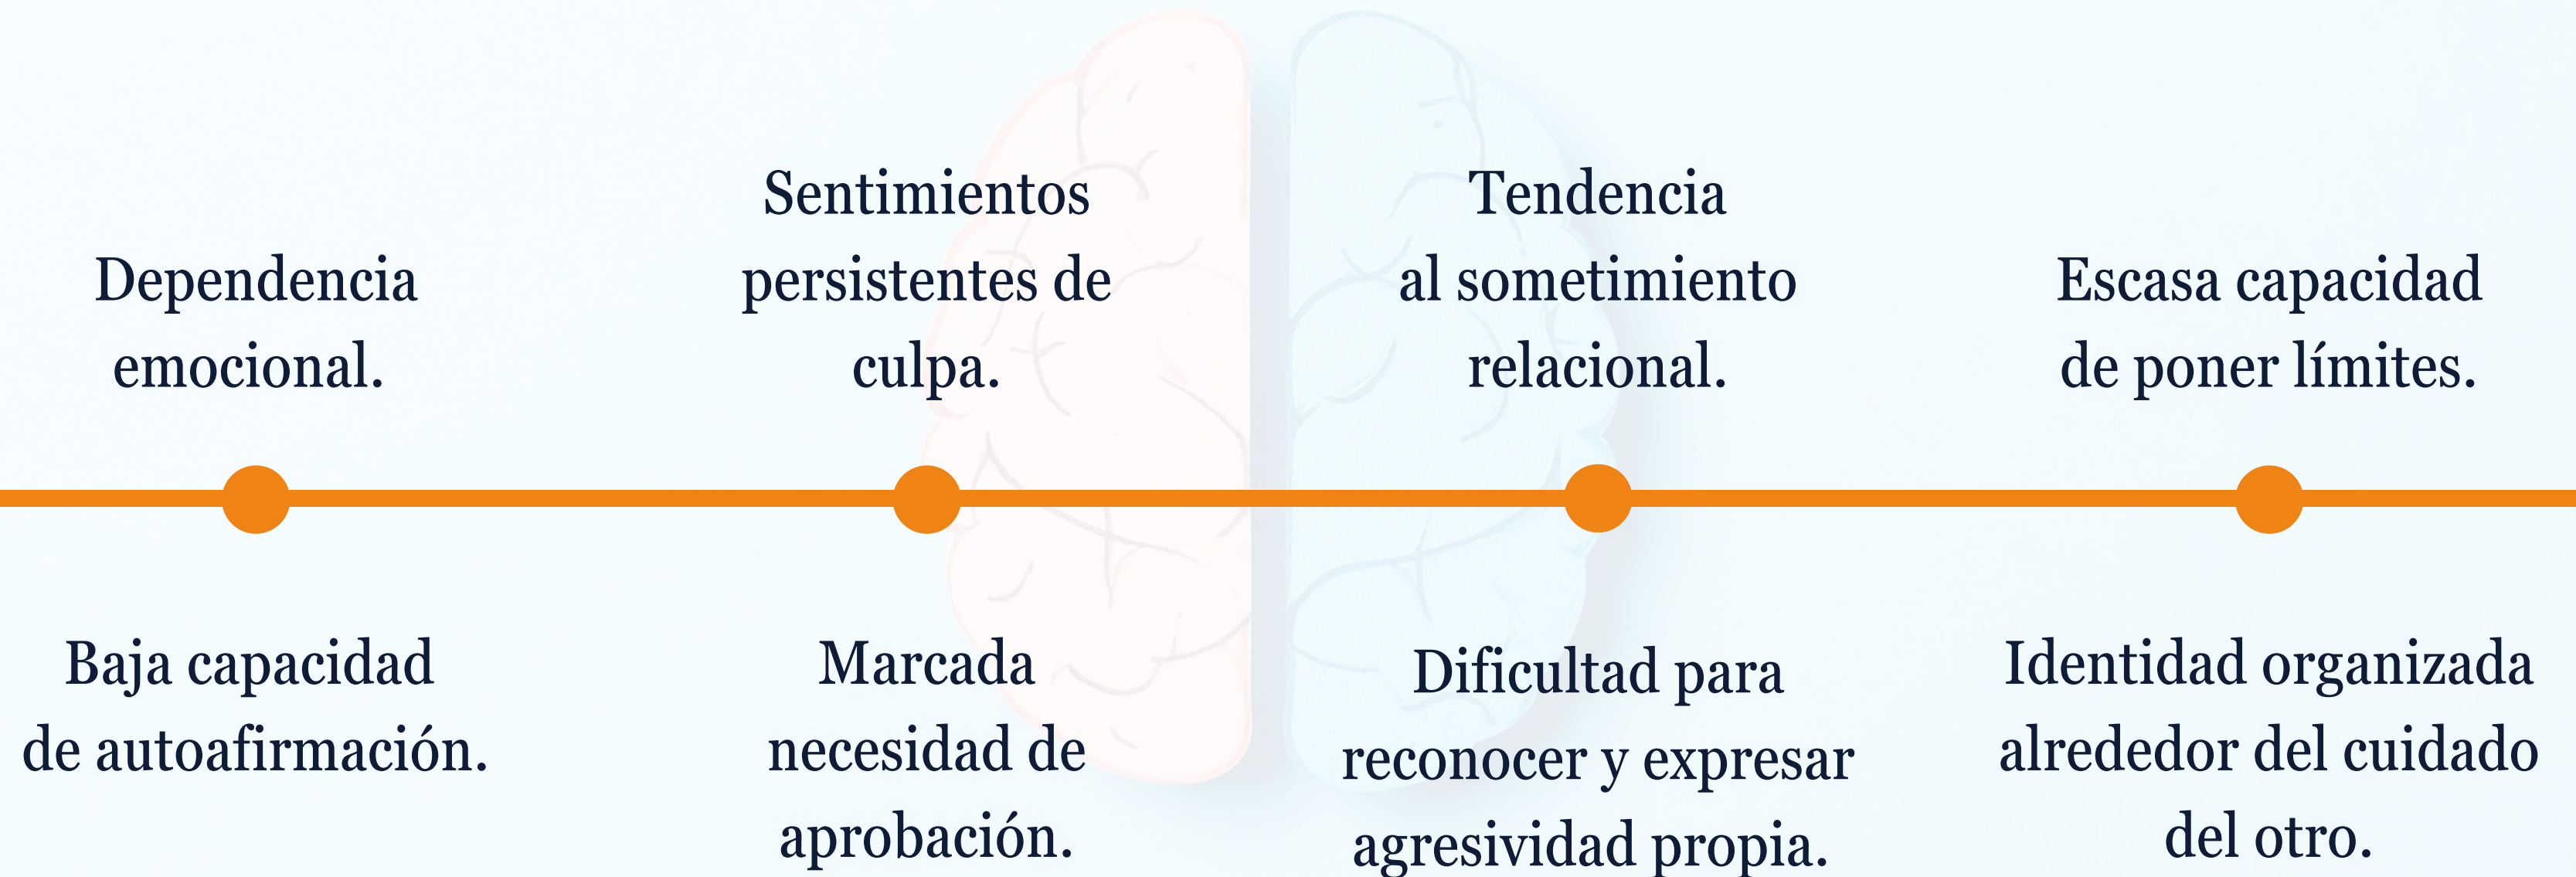 Dependencia
emocional.
Sentimientos
persistentes de
culpa.
Tendencia
al sometimiento
relacional.
Escasa capacidad
de poner límites.
Baja capacidad
de autoafirmación.
Marcada
necesidad de
aprobación.
Dificultad para
reconocer y expresar
agresividad propia.
Identidad organizada
alrededor del cuidado
del otro.